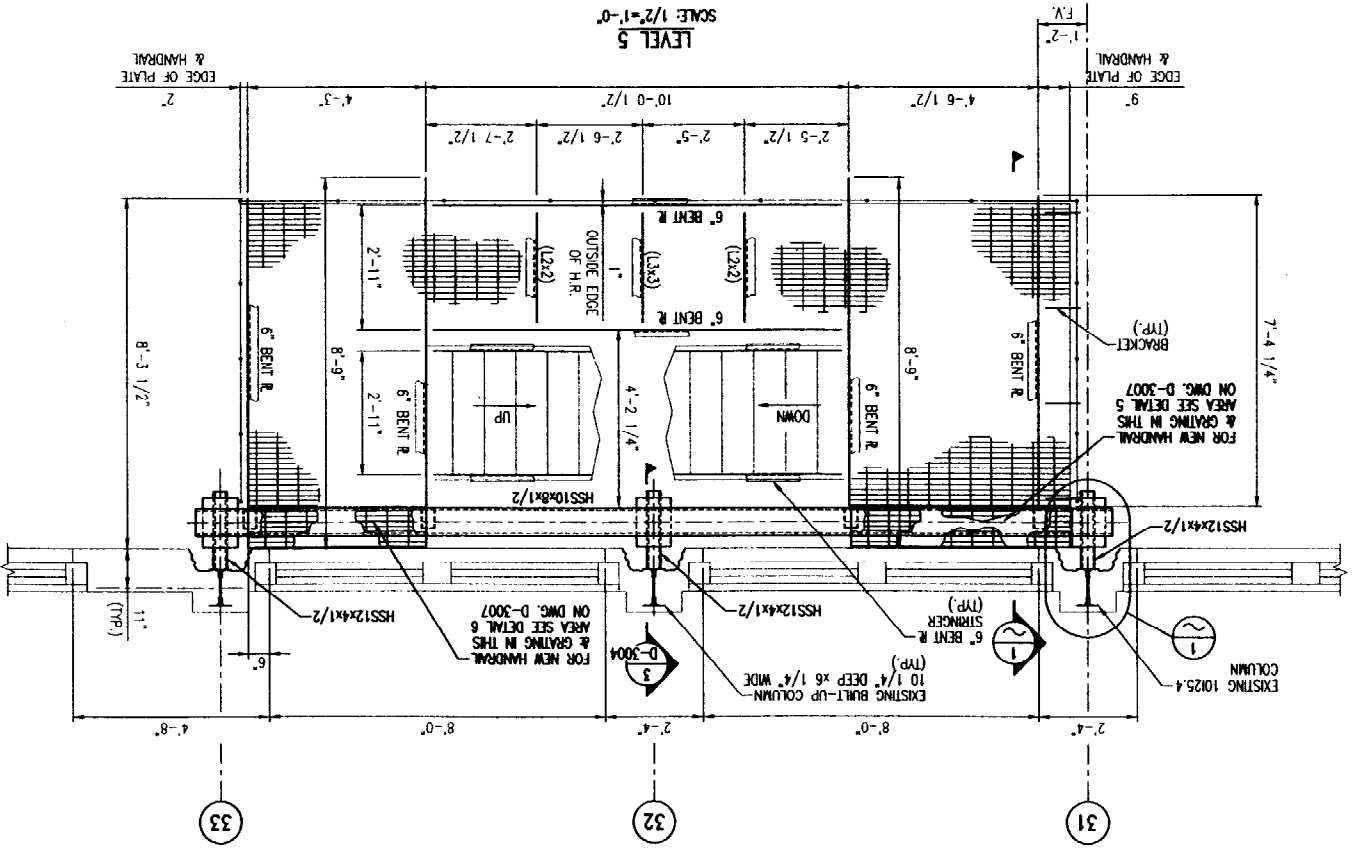 31
32
33
2'-4"
8'-0"
2'-4"
8'-0"
4'-8"
EXISTING 10I25.4
COLUMN
1
~
1
~
6" BENT PL
STRINGER
(TYP.)
EXISTING BUILT-UP COLUMN
10 1/4" DEEP x6 1/4" WIDE
(TYP.)
3
D-3004
6"
FOR NEW HANDRAIL
& GRATING IN THIS
AREA SEE DETAIL 6
ON DWG. D-3007
11"
(TYP.)
HSS12x4x1/2
HSS12x4x1/2
HSS12x4x1/2
HSS10x8x1/2
FOR NEW HANDRAIL
& GRATING IN THIS
AREA SEE DETAIL 5
ON DWG. D-3007
BRACKET
(TYP.)
7'-4 1/4"
6" BENT PL
8'-9"
6" BENT PL
DOWN
4'-2 1/4"
UP
2'-11"
6" BENT PL
8'-9"
6" BENT PL
8'-3 1/2"
6" BENT PL
(L2x2)
(L3x3)
1"
OUTSIDE EDGE
OF H.R.
(L2x2)
2'-11"
6" BENT PL
2'-5 1/2"
2'-5"
2'-6 1/2"
2'-7 1/2"
9"
EDGE OF PLATE
& HANDRAIL
4'-6 1/2"
10'-0 1/2"
4'-3"
2"
EDGE OF PLATE
& HANDRAIL
1'-2"
F.V.
LEVEL 5
SCALE: 1/2"=1'-0"